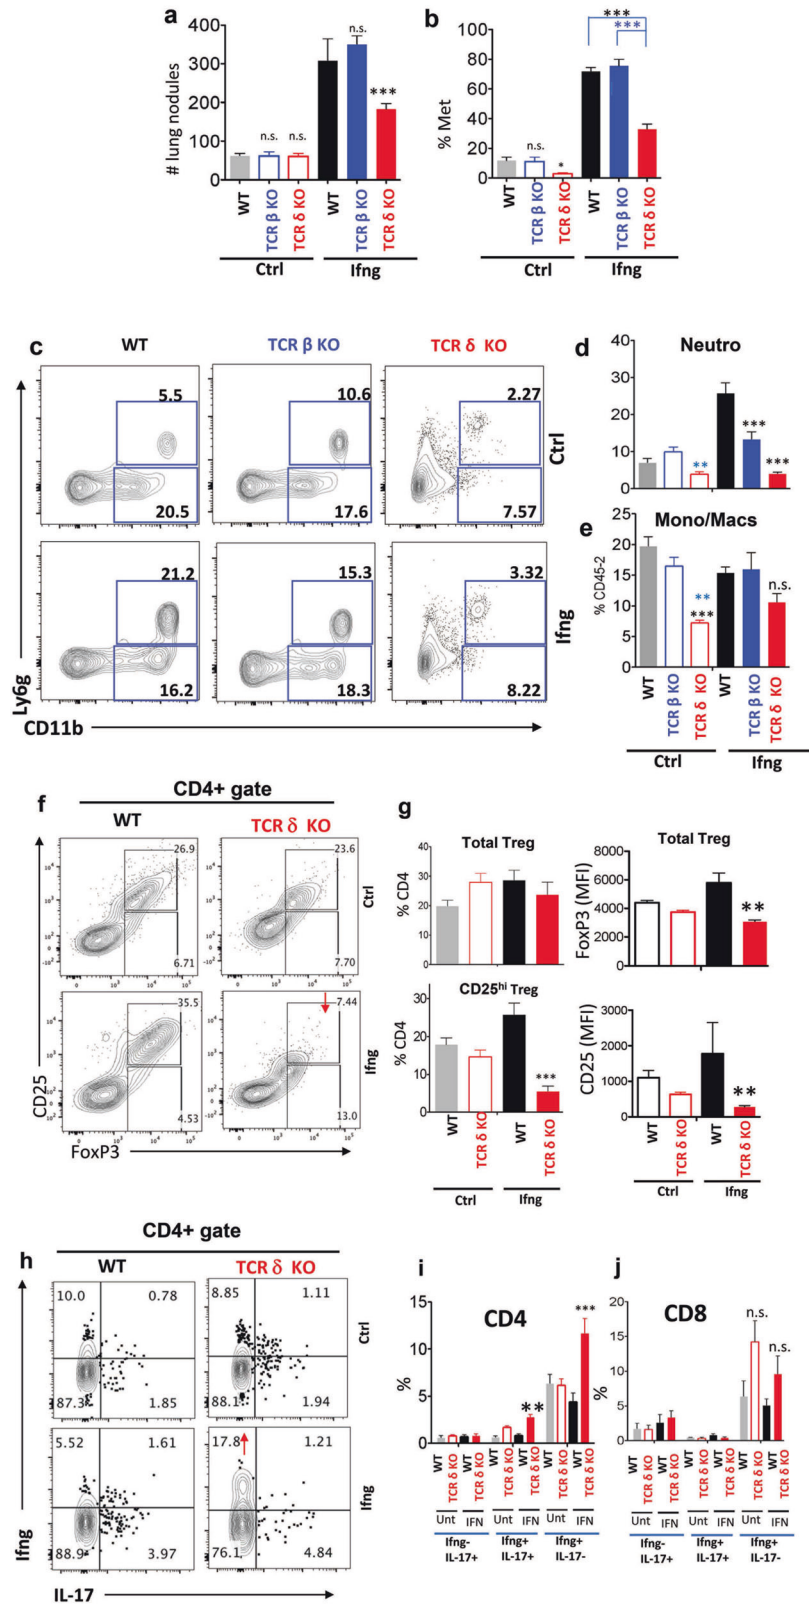 a
# lung nodules
400
300
200
100
0
n.s.
n.s.
n.s.
***
WT
TCR β KO
TCR δ KO
WT
TCR β KO
TCR δ KO
Ctrl
Ifng
b
% Met
100
80
60
40
20
0
n.s.
*
***
***
WT
TCR β KO
TCR δ KO
WT
TCR β KO
TCR δ KO
Ctrl
Ifng
c
WT
TCR β KO
TCR δ KO
5.5
10.6
2.27
20.5
17.6
7.57
Ctrl
21.2
15.3
3.32
16.2
18.3
8.22
Ifng
Ly6g
CD11b
d
Neutro
40
30
20
10
0
**
***
***
e
Mono/Macs
25
20
15
10
5
0
% CD45-2
**
***
n.s.
WT
TCR β KO
TCR δ KO
WT
TCR β KO
TCR δ KO
Ctrl
Ifng
f
CD4+ gate
WT
TCR δ KO
26.9
23.6
6.71
7.70
Ctrl
35.5
7.44
4.53
13.0
Ifng
CD25
FoxP3
g
Total Treg
% CD4
40
30
20
10
0
Total Treg
FoxP3 (MFI)
8000
6000
4000
2000
0
**
CD25hi Treg
% CD4
30
20
10
0
***
WT
TCR δ KO
WT
TCR δ KO
Ctrl
Ifng
CD25 (MFI)
3000
2000
1000
0
**
WT
TCR δ KO
WT
TCR δ KO
Ctrl
Ifng
h
CD4+ gate
WT
TCR δ KO
10.0
0.78
8.85
1.11
87.3
1.85
88.1
1.94
Ctrl
5.52
1.61
17.8
1.21
88.9
3.97
76.1
4.84
Ifng
Ifng
IL-17
i
CD4
%
15
10
5
0
**
***
WT
TCR δ KO
WT
TCR δ KO
WT
TCR δ KO
WT
TCR δ KO
WT
TCR δ KO
WT
TCR δ KO
Unt
IFN
Unt
IFN
Unt
IFN
Ifng-
IL-17+
Ifng+
IL-17+
Ifng+
IL-17-
j
CD8
%
20
15
10
5
0
n.s.
n.s.
WT
TCR δ KO
WT
TCR δ KO
WT
TCR δ KO
WT
TCR δ KO
WT
TCR δ KO
WT
TCR δ KO
Unt
IFN
Unt
IFN
Unt
IFN
Ifng-
IL-17+
Ifng+
IL-17+
Ifng+
IL-17-